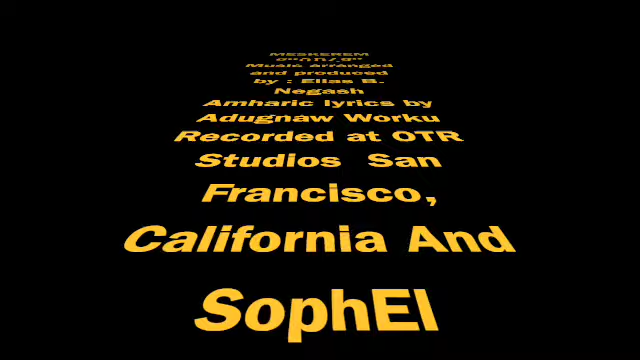 MESKEREM
መስከረም
Music arranged
and produced
by : Elias B.
Negash
Amharic lyrics by
Adugnaw Worku
Recorded at OTR
Studios San
Francisco,
California And
SophEl